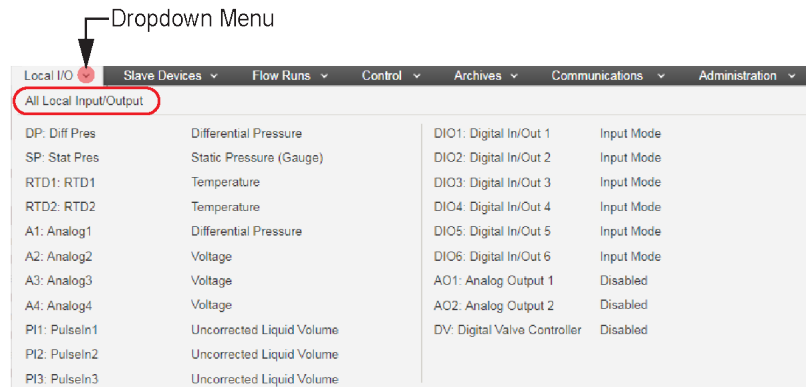 Dropdown Menu
Local I/O Slave Devices Flow Runs Control Archives Communications Administration
All Local Input/Output
DP: Diff Pres Differential Pressure DIO1: Digital In/Out 1 Input Mode
SP: Stat Pres Static Pressure (Gauge) DIO2: Digital In/Out 2 Input Mode
RTD1: RTD1 Temperature DIO3: Digital In/Out 3 Input Mode
RTD2: RTD2 Temperature DIO4: Digital In/Out 4 Input Mode
A1: Analog1 Differential Pressure DIO5: Digital In/Out 5 Input Mode
A2: Analog2 Voltage DIO6: Digital In/Out 6 Input Mode
A3: Analog3 Voltage AO1: Analog Output 1 Disabled
A4: Analog4 Voltage AO2: Analog Output 2 Disabled
PI1: PulseIn1 Uncorrected Liquid Volume DV: Digital Valve Controller Disabled
PI2: PulseIn2 Uncorrected Liquid Volume
PI3: PulseIn3 Uncorrected Liquid Volume